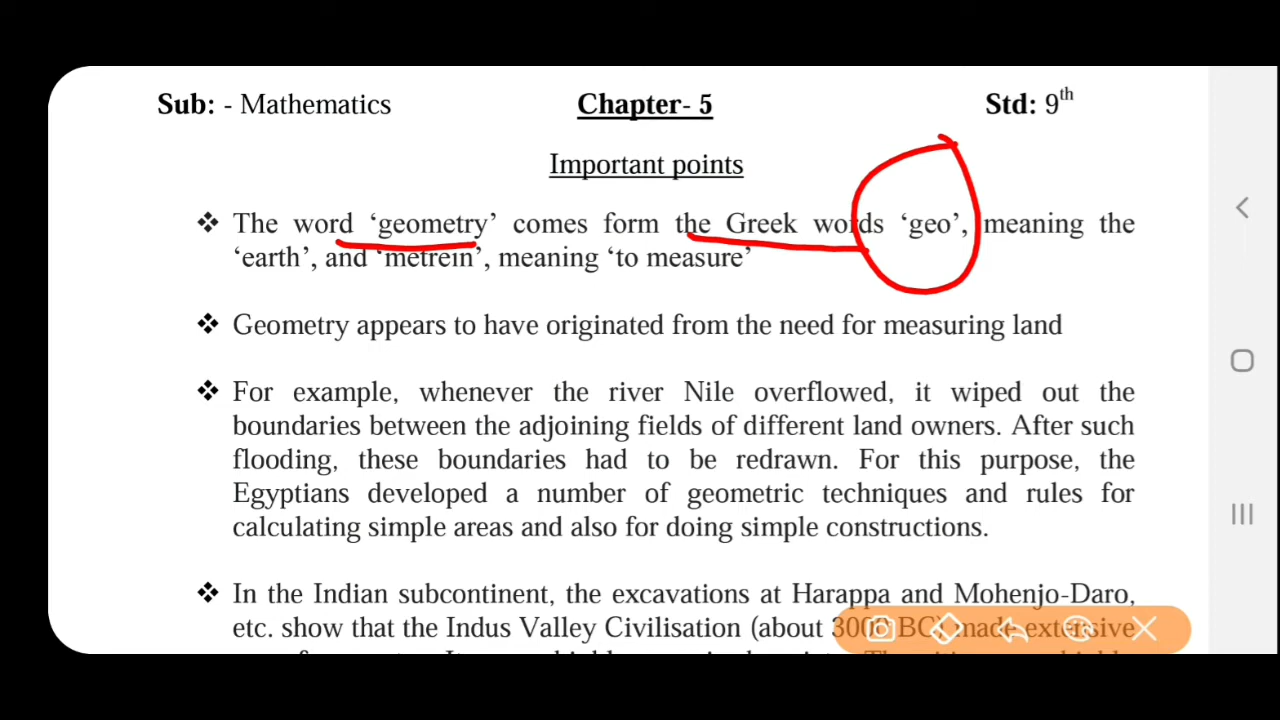 Sub: - Mathematics Chapter- 5 Std: 9th
Important points
❖ The word ‘geometry’ comes form the Greek words ‘geo’, meaning the
‘earth’, and ‘metrein’, meaning ‘to measure’
❖ Geometry appears to have originated from the need for measuring land
❖ For example, whenever the river Nile overflowed, it wiped out the
boundaries between the adjoining fields of different land owners. After such
flooding, these boundaries had to be redrawn. For this purpose, the
Egyptians developed a number of geometric techniques and rules for
calculating simple areas and also for doing simple constructions.
❖ In the Indian subcontinent, the excavations at Harappa and Mohenjo-Daro,
etc. show that the Indus Valley Civilisation (about 3000 BC) made extensive